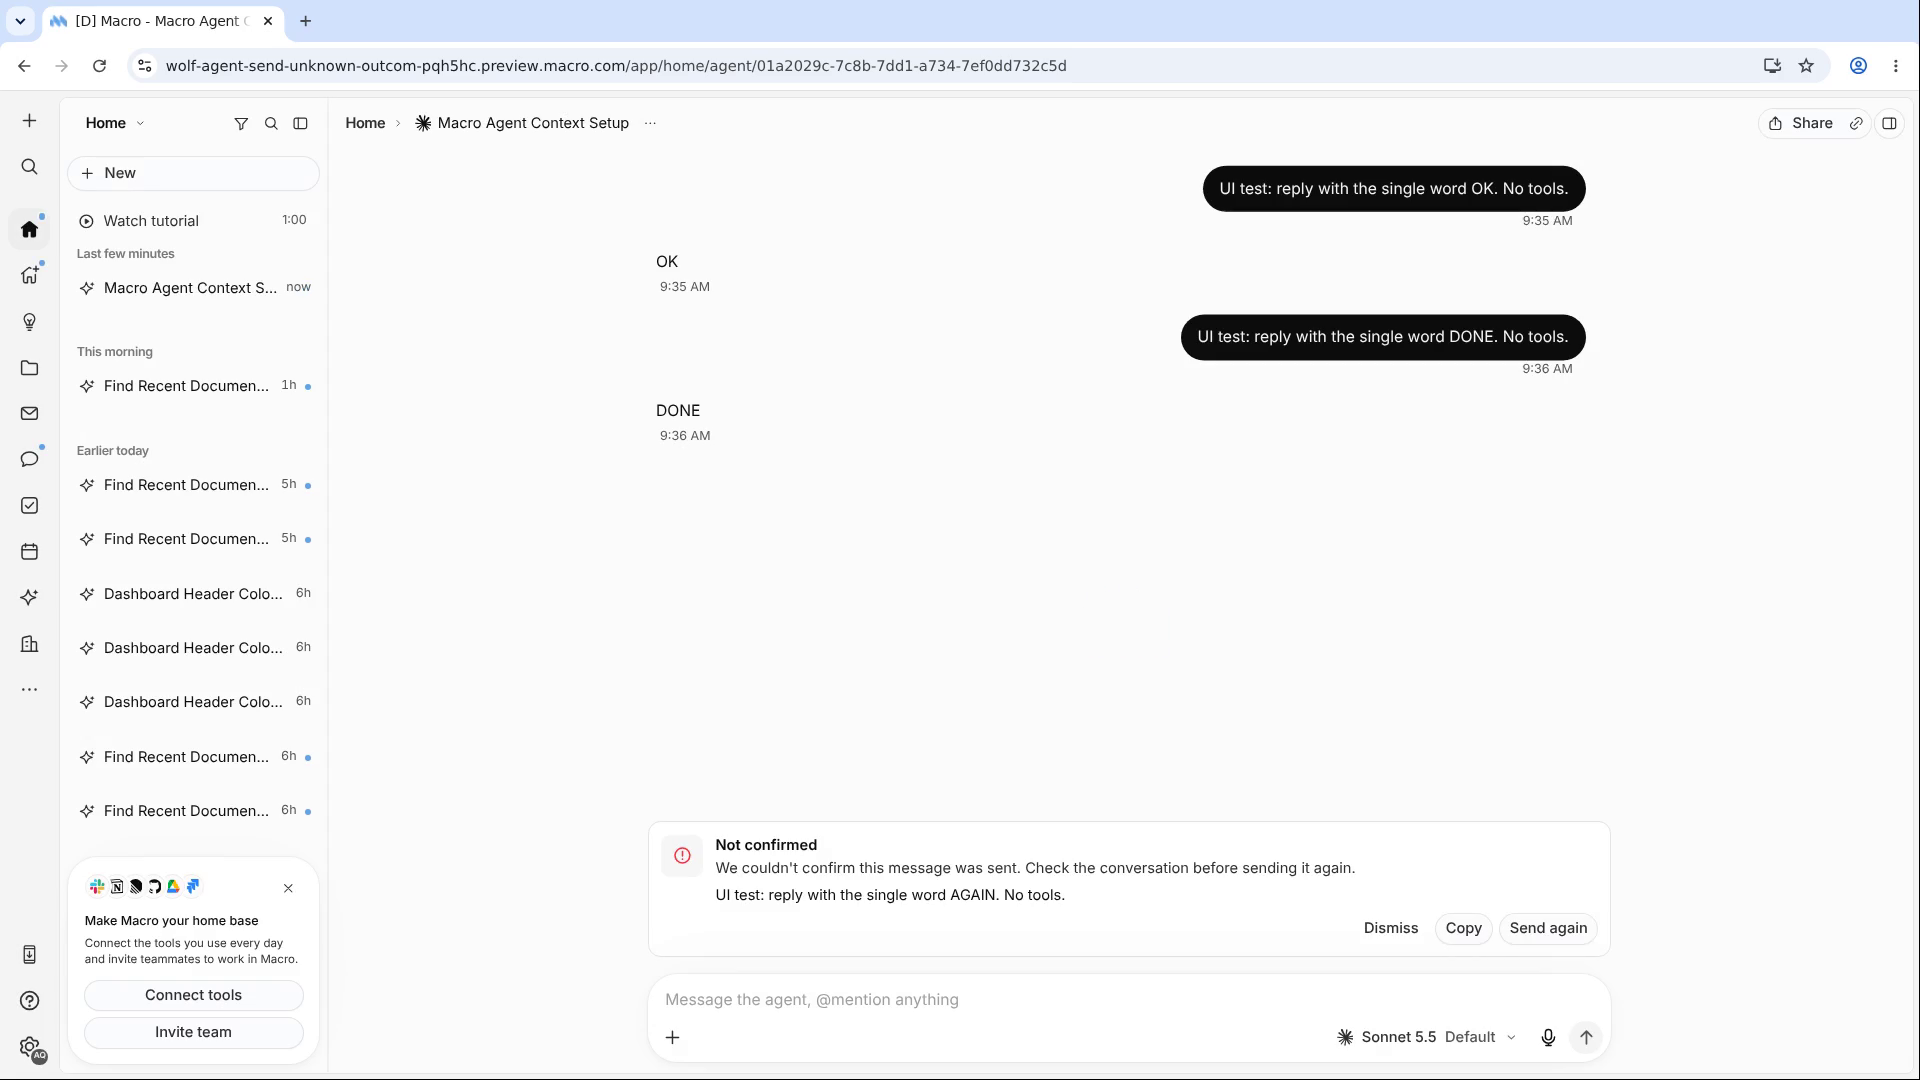 [D] Macro - Macro Agent C
wolf-agent-send-unknown-outcom-pqh5hc.preview.macro.com/app/home/agent/01a2029c-7c8b-7dd1-a734-7ef0dd732c5d
Home
New
Watch tutorial 1:00
Last few minutes
Macro Agent Context S... now
This morning
Find Recent Documen... 1h
Earlier today
Find Recent Documen... 5h
Find Recent Documen... 5h
Dashboard Header Colo... 6h
Dashboard Header Colo... 6h
Dashboard Header Colo... 6h
Find Recent Documen... 6h
Find Recent Documen... 6h
Make Macro your home base
Connect the tools you use every day
and invite teammates to work in Macro.
Connect tools
Invite team
AQ
Home › Macro Agent Context Setup ...
Share
UI test: reply with the single word OK. No tools.
9:35 AM
OK
9:35 AM
UI test: reply with the single word DONE. No tools.
9:36 AM
DONE
9:36 AM
Not confirmed
We couldn't confirm this message was sent. Check the conversation before sending it again.
UI test: reply with the single word AGAIN. No tools.
Dismiss Copy Send again
Message the agent, @mention anything
Sonnet 5.5 Default